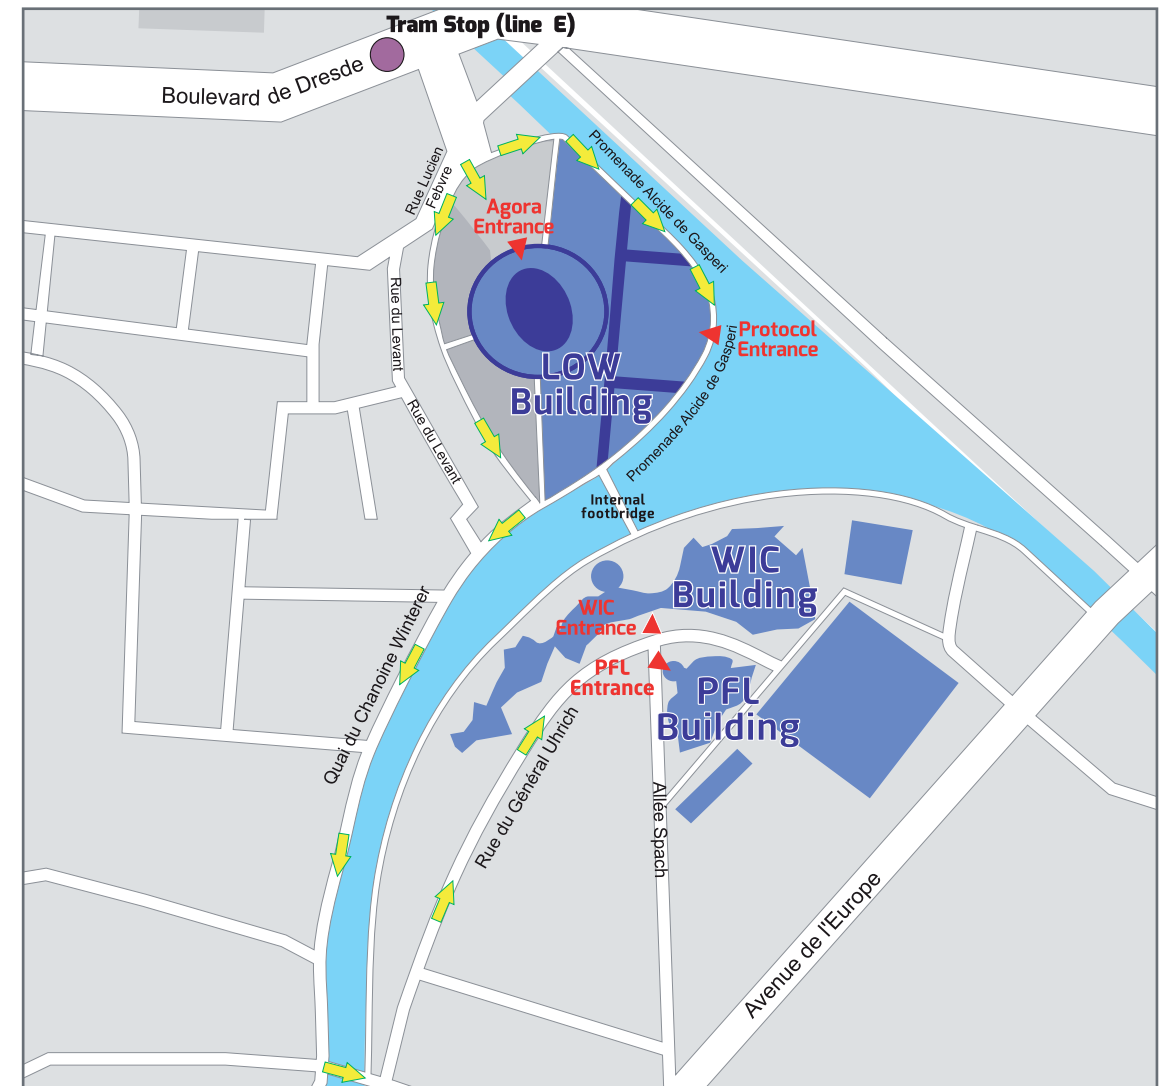 Tram Stop (line E)
Boulevard de Dresde
Rue Lucien
Febvre
Promenade Alcide de Gasperi
Agora
Entrance
Rue du Levant
Protocol
Entrance
LOW
Building
Promenade Alcide de Gasperi
Rue du Levant
Internal
footbridge
WIC
Building
WIC
Entrance
PFL
Entrance
PFL
Building
Quai du Chanoine Winterer
Rue du Général Uhrich
Allée Spach
Avenue de l'Europe